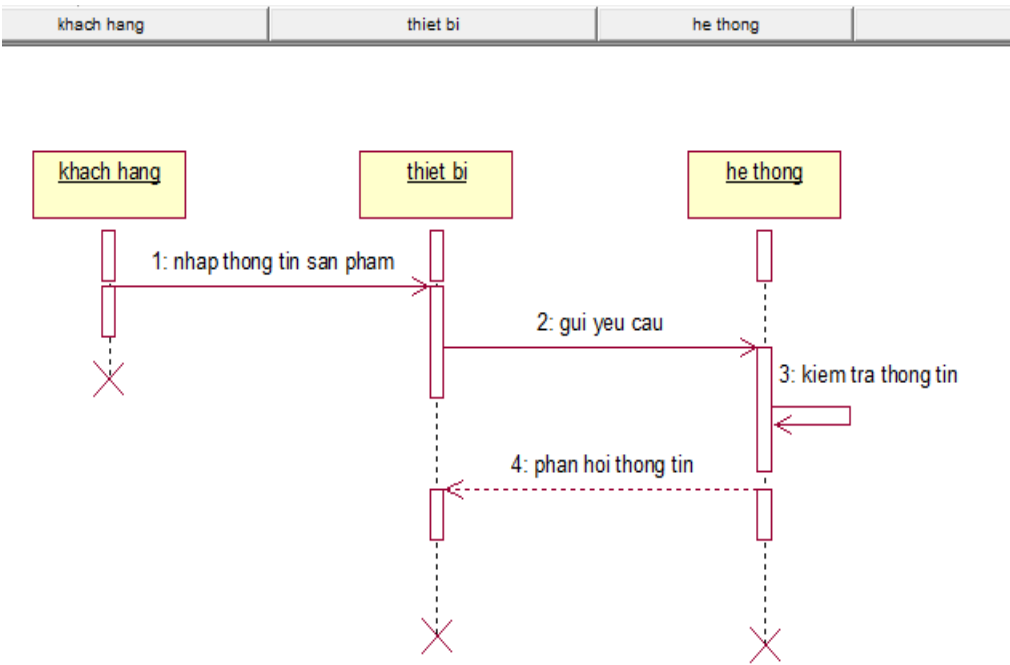 khach hang
thiet bi
he thong
khach hang
thiet bi
he thong
1: nhap thong tin san pham
2: gui yeu cau
3: kiem tra thong tin
4: phan hoi thong tin